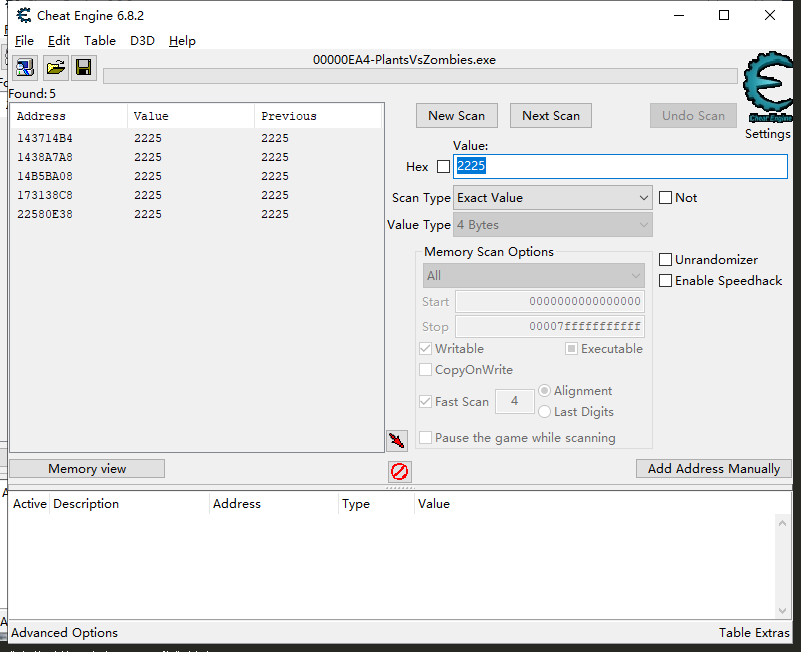 Cheat Engine 6.8.2
File Edit Table D3D Help
00000EA4-PlantsVsZombies.exe
Found: 5
Address Value Previous
143714B4 2225 2225
1438A7A8 2225 2225
14B5BA08 2225 2225
173138C8 2225 2225
22580E38 2225 2225
New Scan Next Scan Undo Scan
Cheat Engine
Settings
Value:
Hex 2225
Scan Type Exact Value Not
Value Type 4 Bytes
Memory Scan Options
All
Unrandomizer
Enable Speedhack
Start 0000000000000000
Stop 00007fffffffffff
Writable Executable
CopyOnWrite
Fast Scan 4 Alignment
Last Digits
Pause the game while scanning
Memory view Add Address Manually
Active Description Address Type Value
Advanced Options Table Extras